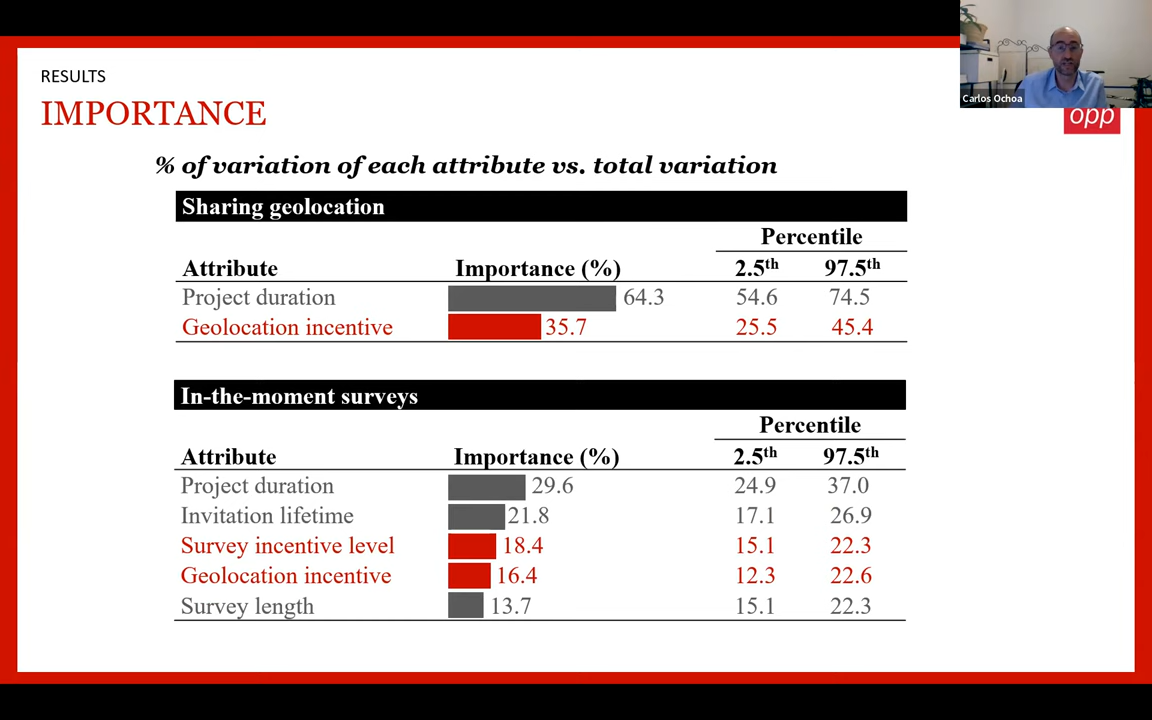 RESULTS
IMPORTANCE
% of variation of each attribute vs. total variation
Sharing geolocation
Percentile
Attribute Importance (%) 2.5th 97.5th
Project duration 64.3 54.6 74.5
Geolocation incentive 35.7 25.5 45.4
In-the-moment surveys
Percentile
Attribute Importance (%) 2.5th 97.5th
Project duration 29.6 24.9 37.0
Invitation lifetime 21.8 17.1 26.9
Survey incentive level 18.4 15.1 22.3
Geolocation incentive 16.4 12.3 22.6
Survey length 13.7 15.1 22.3
Carlos Ochoa
opp